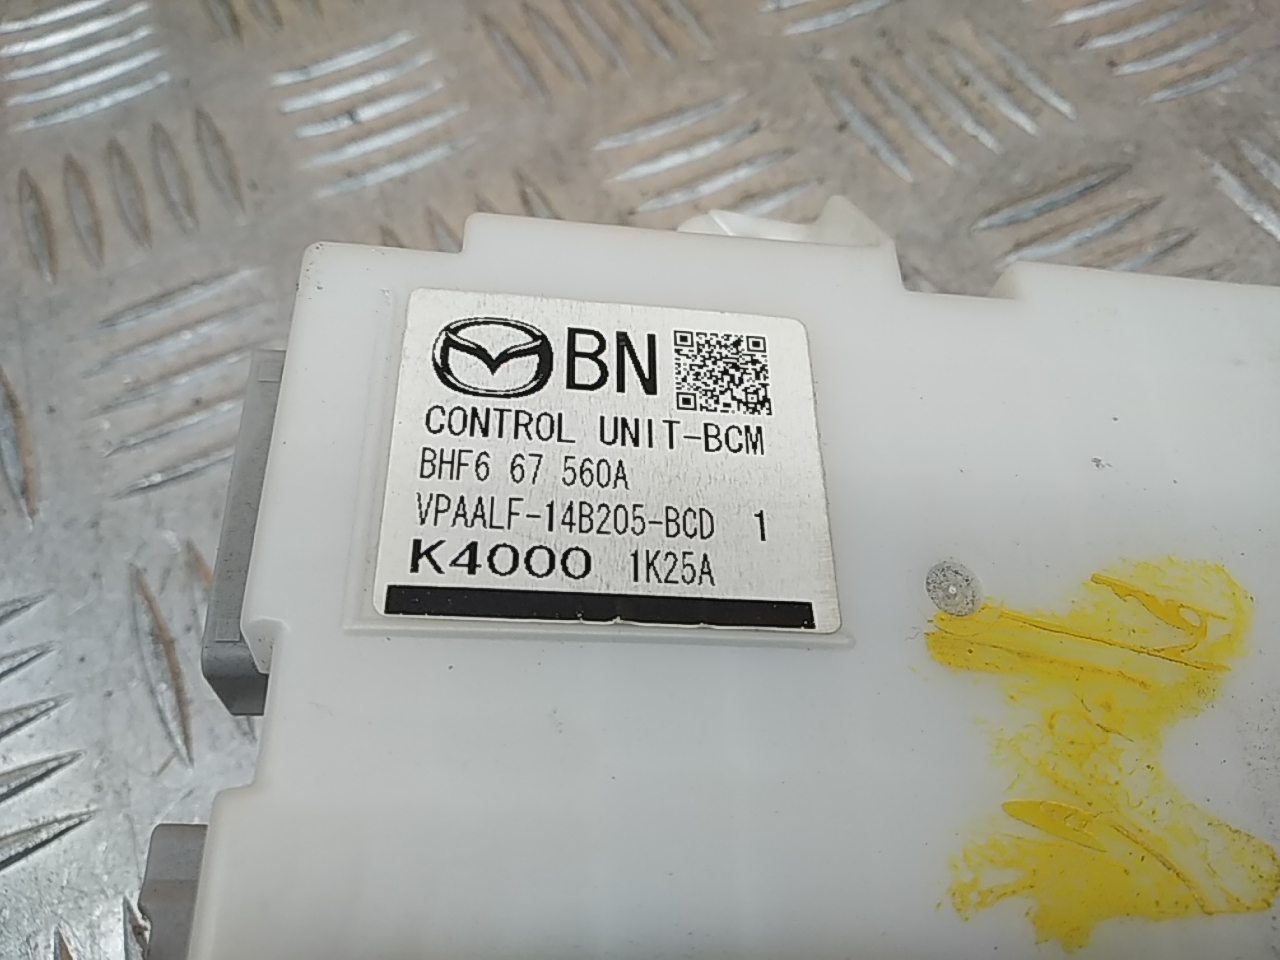 BN
CONTROL UNIT-BCM
BHF6 67 560A
VPAALF-14B205-BCD 1
K4000 1K25A